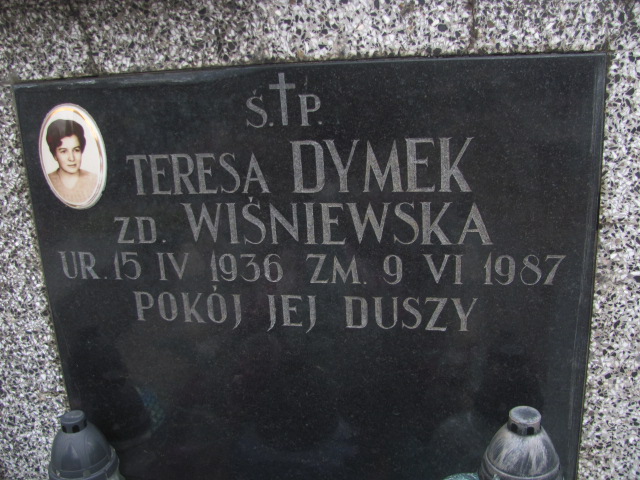 Ś.†P.
TERESA DYMEK
ZD. WIŚNIEWSKA
UR. 15 IV 1936 ZM. 9 VI 1987
POKÓJ JEJ DUSZY